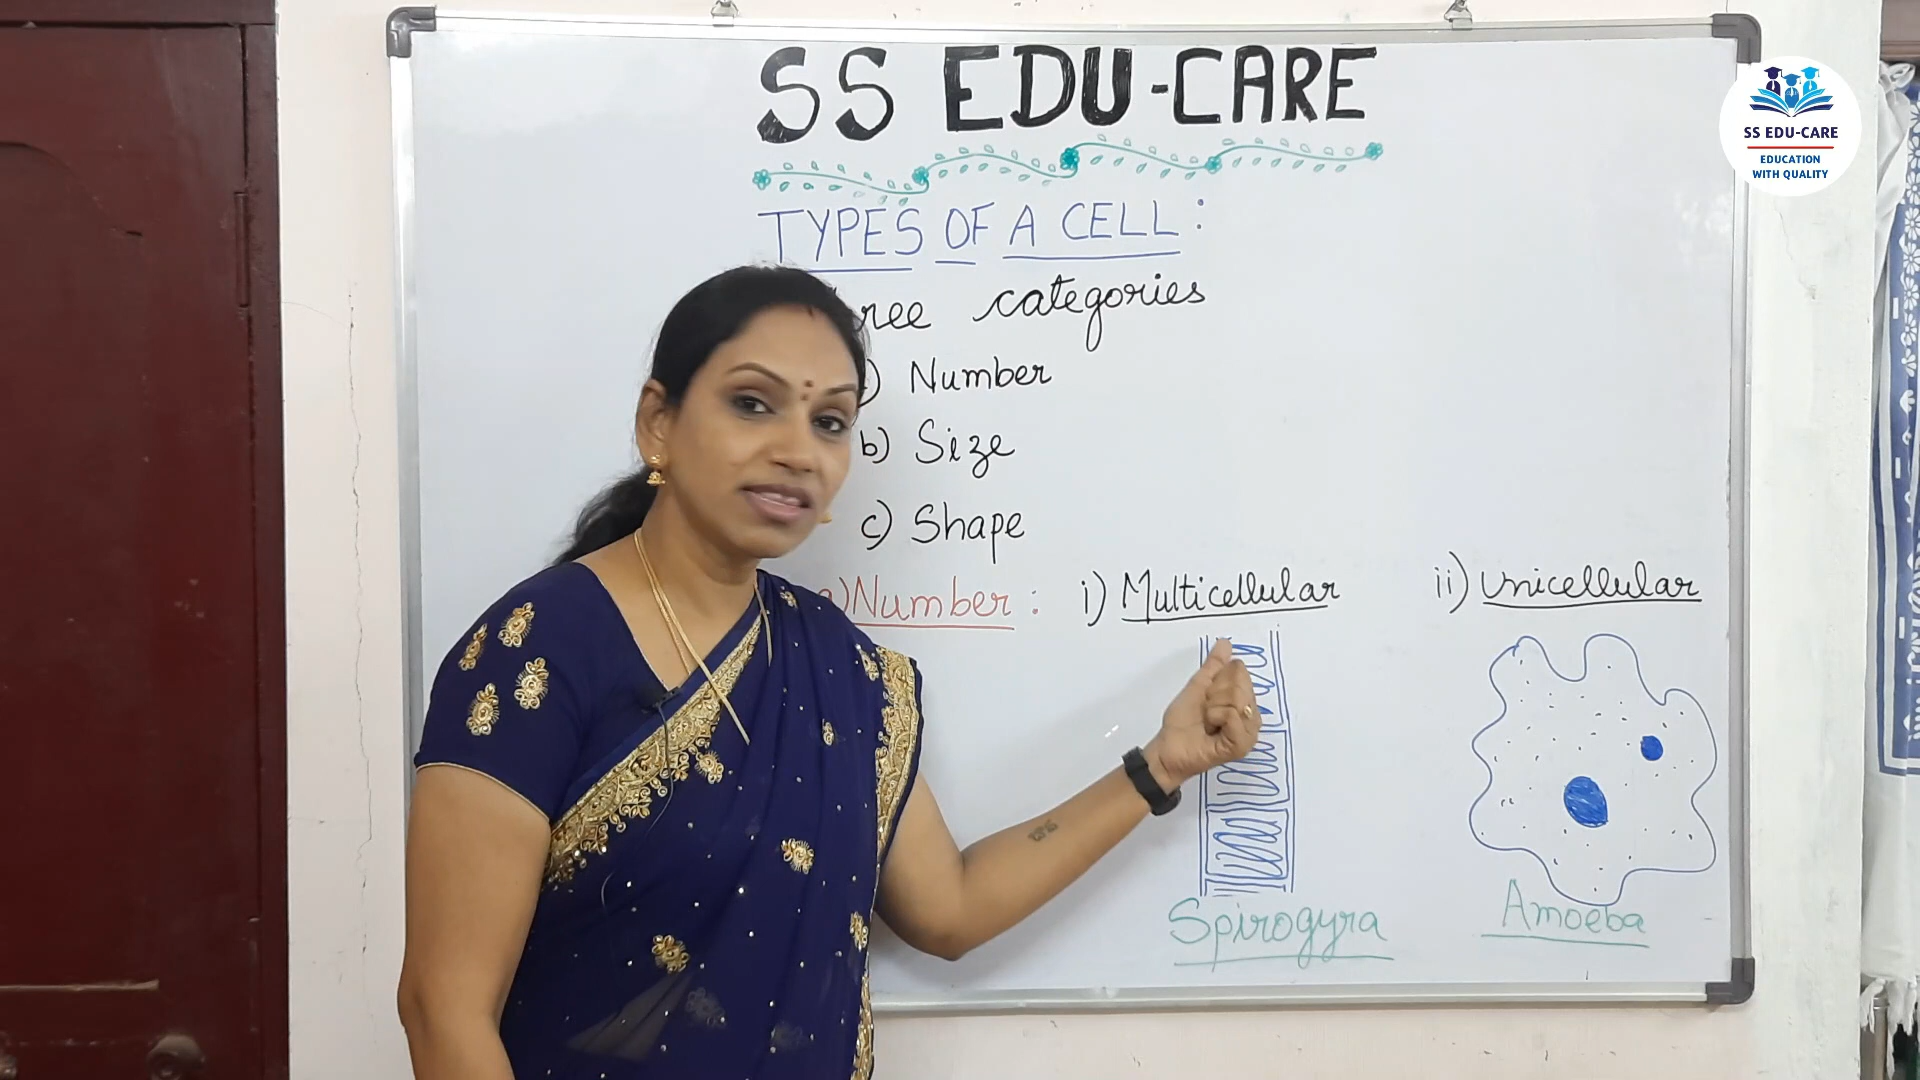 SS EDU-CARE
SS EDU-CARE
EDUCATION
WITH QUALITY
TYPES OF A CELL:
categories
Number
b) Size
c) Shape
a) Number: i) Multicellular ii) Unicellular
Spirogyra Amoeba